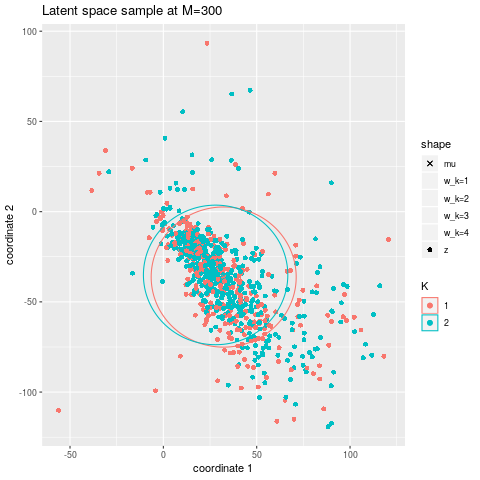 Latent space sample at M=300
100
50
0
-50
-100
-50
0
50
100
coordinate 1
coordinate 2
shape
mu
w_k=1
w_k=2
w_k=3
w_k=4
z
K
1
2